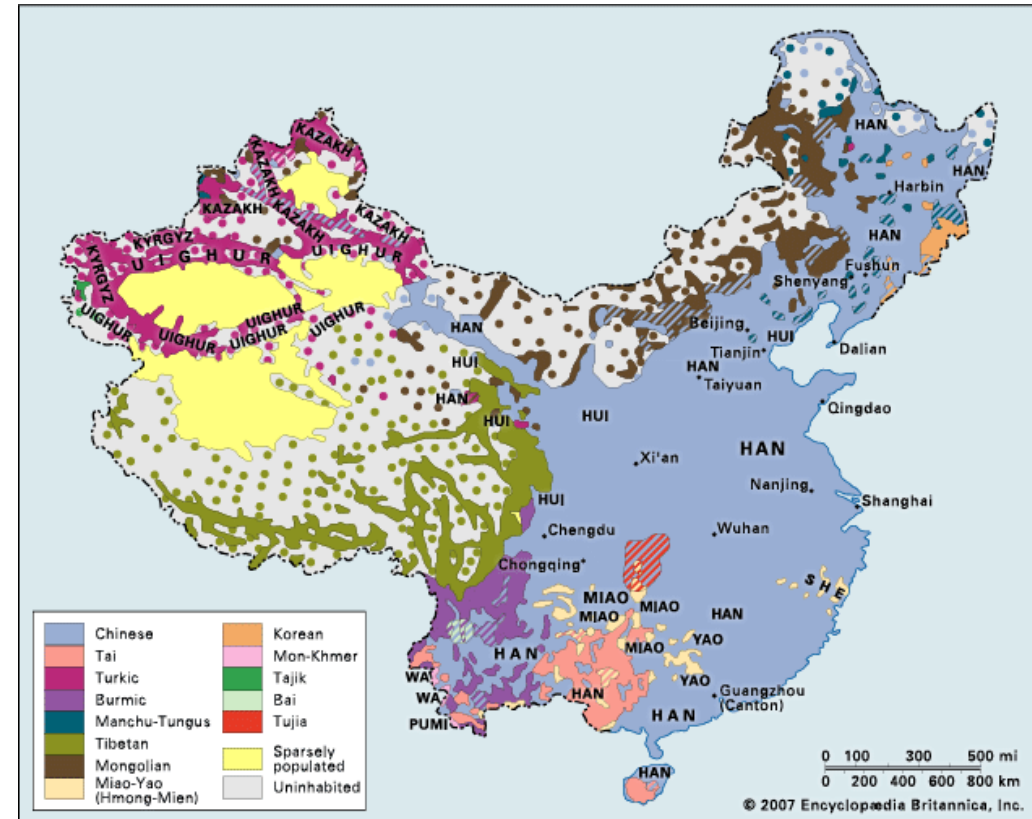 KAZAKH
KAZAKH
KAZAKH
KAZAKH
KAZAKH
KYRGYZ
UIGHUR
UIGHUR
KYRGYZ
UIGHUR
UIGHUR
UIGHUR
UIGHUR
UIGHUR
HAN
HAN
Harbin
HAN
Fushun
Shenyang
Beijing
HUI
Tianjin
Dalian
HAN
HUI
HAN
Taiyuan
HAN
HUI
HUI
Qingdao
HAN
Xi'an
Nanjing
Shanghai
HUI
Chengdu
Wuhan
Chongqing
SHE
MIAO
MIAO
MIAO
HAN
MIAO
YAO
HAN
YAO
WA
WA
HAN
Guangzhou
(Canton)
PUMI
HAN
HAN
Chinese
Tai
Turkic
Burmic
Manchu-Tungus
Tibetan
Mongolian
Miao-Yao
(Hmong-Mien)
Korean
Mon-Khmer
Tajik
Bai
Tujia
Sparsely
populated
Uninhabited
0 100 300 500 mi
0 200 400 600 800 km
© 2007 Encyclopædia Britannica, Inc.